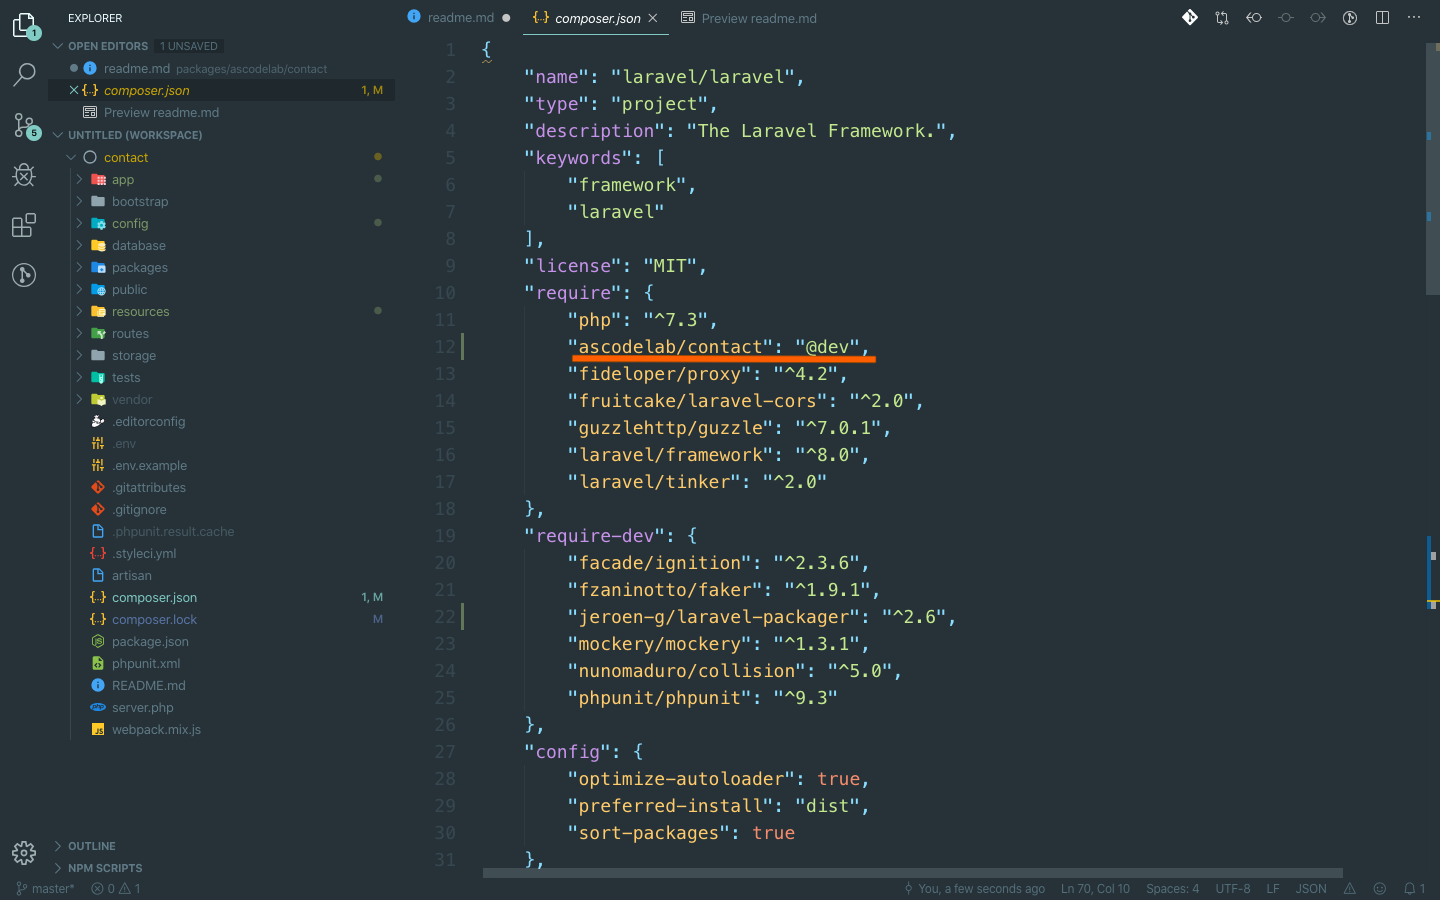 EXPLORER
OPEN EDITORS 1 UNSAVED
readme.md packages/ascodelab/contact
composer.json 1, M
Preview readme.md
UNTITLED (WORKSPACE)
contact
app
bootstrap
config
database
packages
public
resources
routes
storage
tests
vendor
.editorconfig
.env
.env.example
.gitattributes
.gitignore
.phpunit.result.cache
.styleci.yml
artisan
composer.json 1, M
composer.lock M
package.json
phpunit.xml
README.md
server.php
webpack.mix.js
OUTLINE
NPM SCRIPTS
1
5
readme.md composer.json Preview readme.md
1 {
2 "name": "laravel/laravel",
3 "type": "project",
4 "description": "The Laravel Framework.",
5 "keywords": [
6 "framework",
7 "laravel"
8 ],
9 "license": "MIT",
10 "require": {
11 "php": "^7.3",
12 "ascodelab/contact": "@dev",
13 "fideloper/proxy": "^4.2",
14 "fruitcake/laravel-cors": "^2.0",
15 "guzzlehttp/guzzle": "^7.0.1",
16 "laravel/framework": "^8.0",
17 "laravel/tinker": "^2.0"
18 },
19 "require-dev": {
20 "facade/ignition": "^2.3.6",
21 "fzaninotto/faker": "^1.9.1",
22 "jeroen-g/laravel-packager": "^2.6",
23 "mockery/mockery": "^1.3.1",
24 "nunomaduro/collision": "^5.0",
25 "phpunit/phpunit": "^9.3"
26 },
27 "config": {
28 "optimize-autoloader": true,
29 "preferred-install": "dist",
30 "sort-packages": true
31 },
master* 0 1 You, a few seconds ago Ln 70, Col 10 Spaces: 4 UTF-8 LF JSON 1